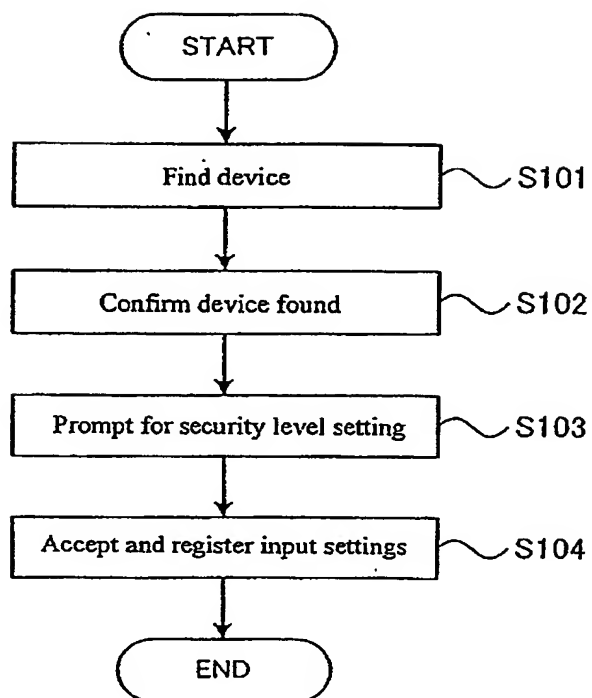 START
Find device
S101
Confirm device found
S102
Prompt for security level setting
S103
Accept and register input settings
S104
END